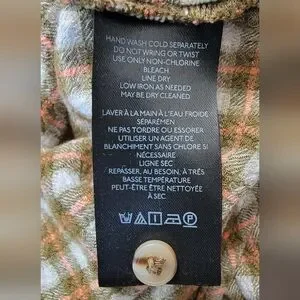 HAND WASH COLD SEPARATELY
DO NOT WRING OR TWIST
USE ONLY NON-CHLORINE
BLEACH
LINE DRY
LOW IRON AS NEEDED
MAY BE DRY CLEANED
LAVER À LA MAIN À L'EAU FROIDE
SÉPARÉMEN
NE PAS TORDRE OU ESSORER
UTILISER UN AGENT DE
BLANCHIMENT SANS CHLORE SI
NÉCESSAIRE
LIGNE SEC
REPASSER, AU BESOIN, À TRÈS
BASSE TEMPÉRATURE
PEUT-ÊTRE ÊTRE NETTOYÉE
À SEC